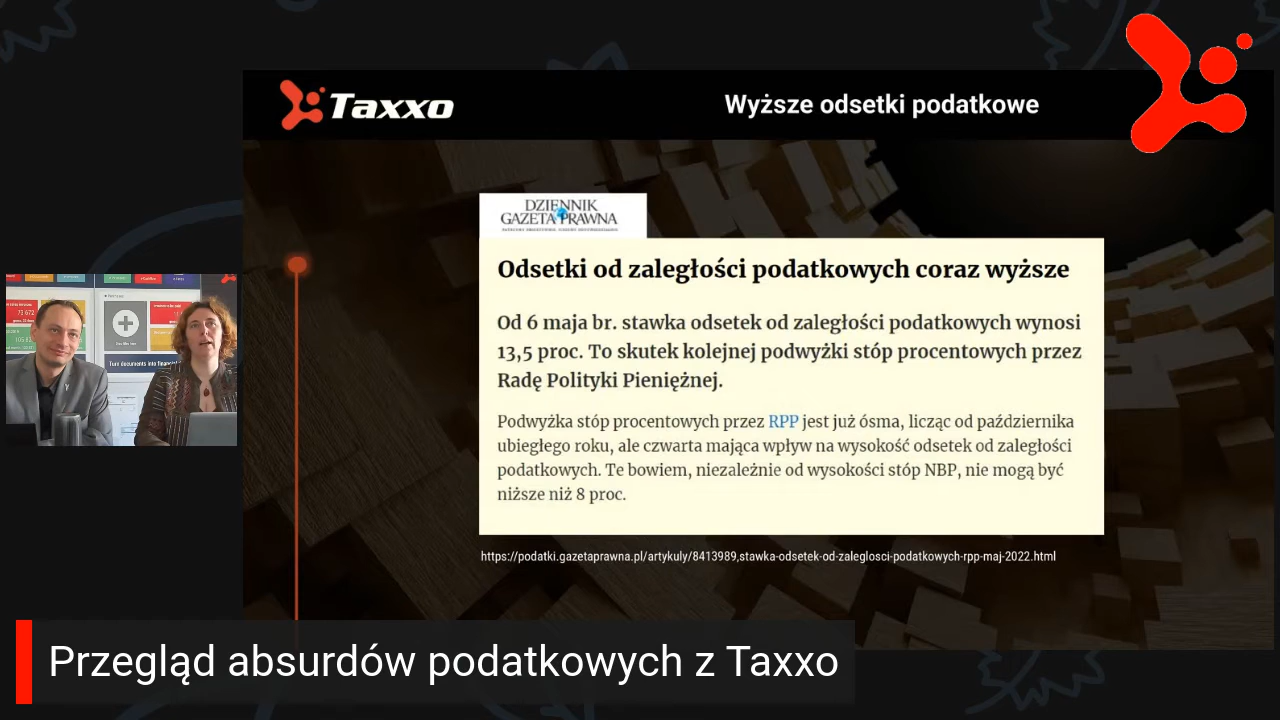 Taxxo
Wyższe odsetki podatkowe
DZIENNIK
GAZETA PRAWNA
Odsetki od zaległości podatkowych coraz wyższe
Od 6 maja br. stawka odsetek od zaległości podatkowych wynosi
13,5 proc. To skutek kolejnej podwyżki stóp procentowych przez
Radę Polityki Pieniężnej.
Podwyżka stóp procentowych przez RPP jest już ósma, licząc od października
ubiegłego roku, ale czwarta mająca wpływ na wysokość odsetek od zaległości
podatkowych. Te bowiem, niezależnie od wysokości stóp NBP, nie mogą być
niższe niż 8 proc.
https://podatki.gazetaprawna.pl/artykuly/8413989,stawka-odsetek-od-zaleglosci-podatkowych-rpp-maj-2022.html
Turn documents into financial
Przegląd absurdów podatkowych z Taxxo